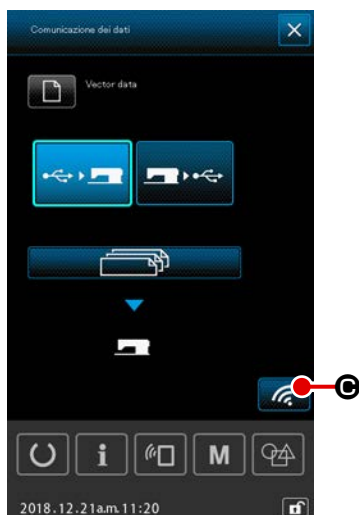 Comunicazione dei dati
Vector data
C
i
M
2018.12.21a.m.11:20